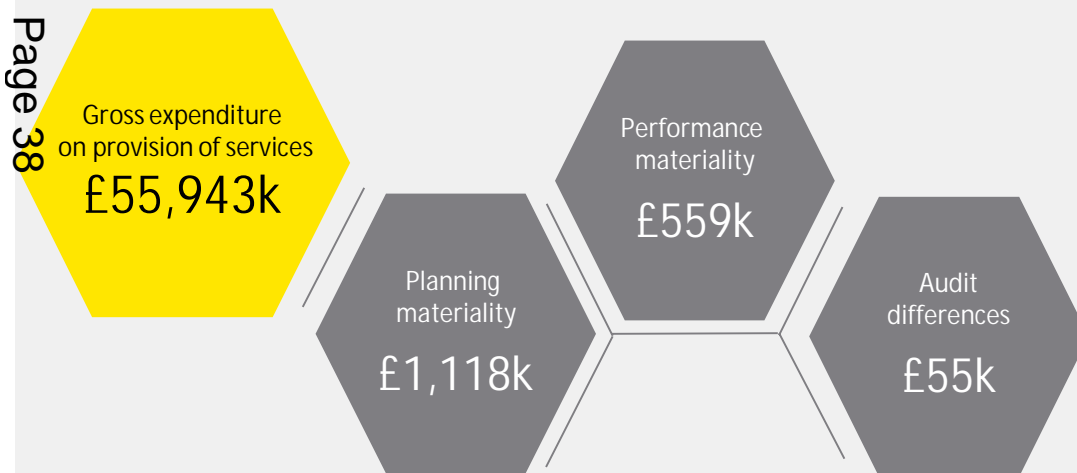 Page 38
Gross expenditure
on provision of services
£55,943k
Planning
materiality
£1,118k
Performance
materiality
£559k
Audit
differences
£55k